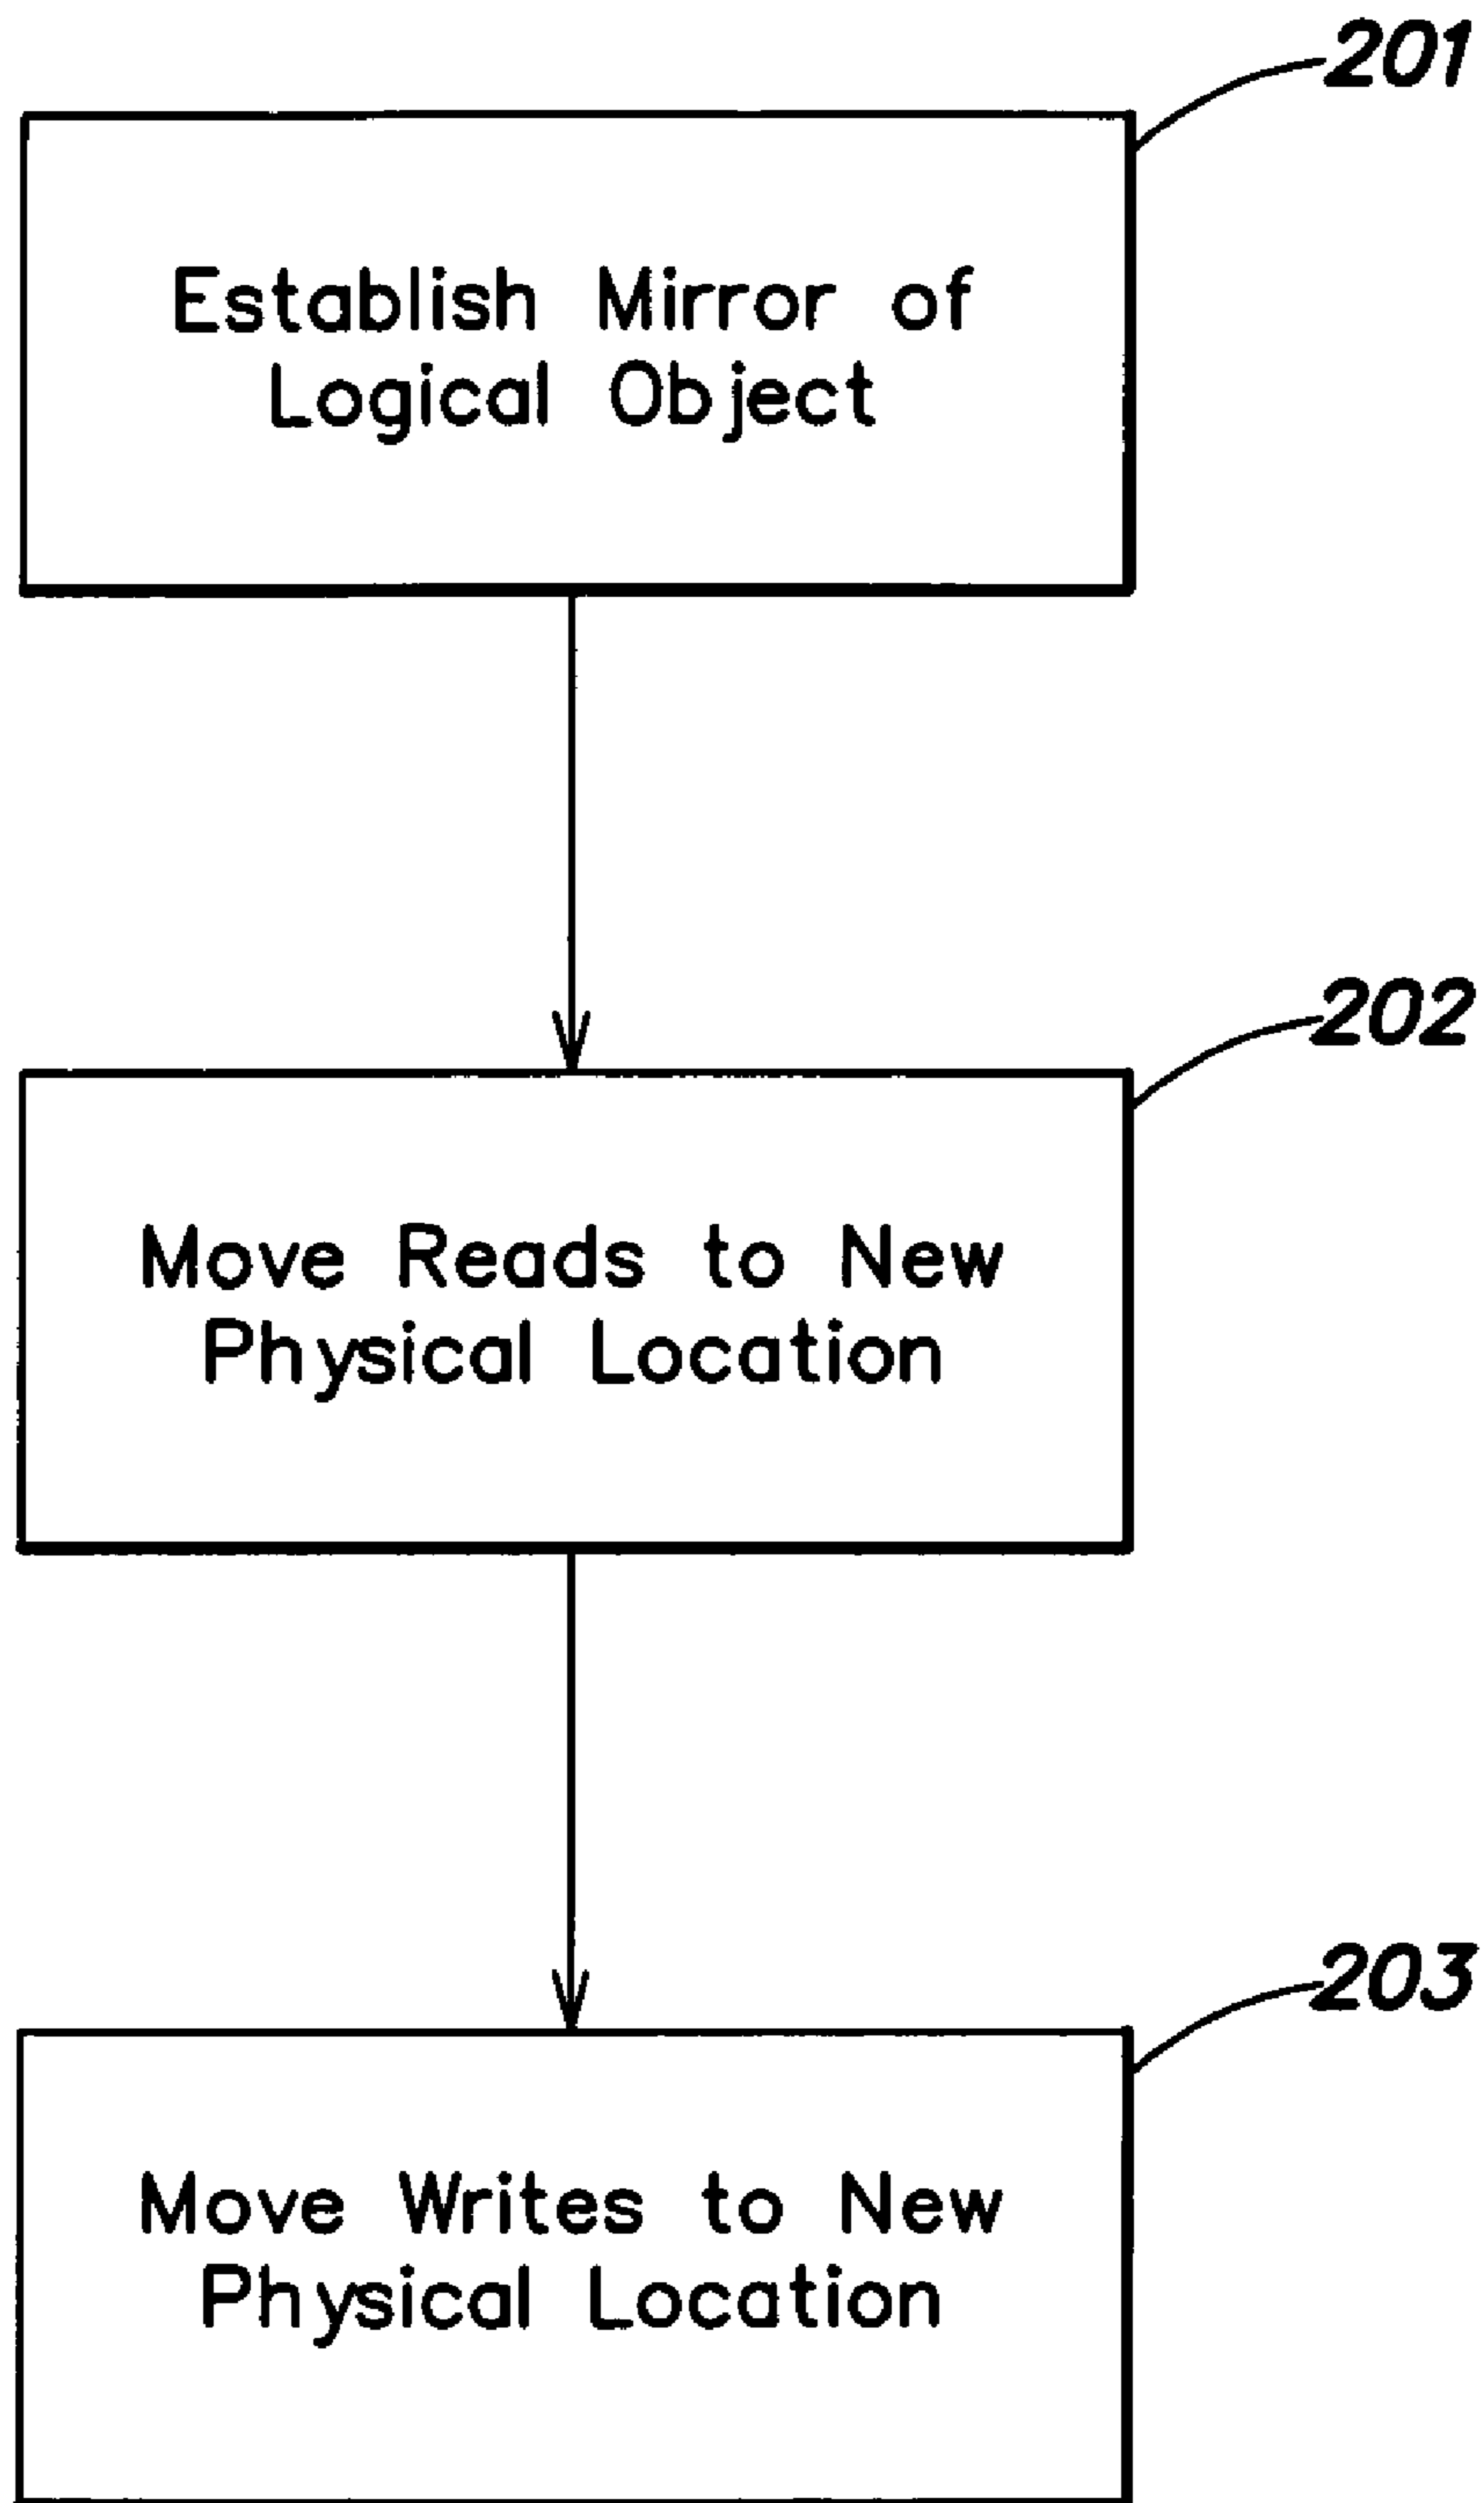 201
Establish Mirror of
Logical Object
202
Move Reads to New
Physical Location
203
Move Writes to New
Physical Location